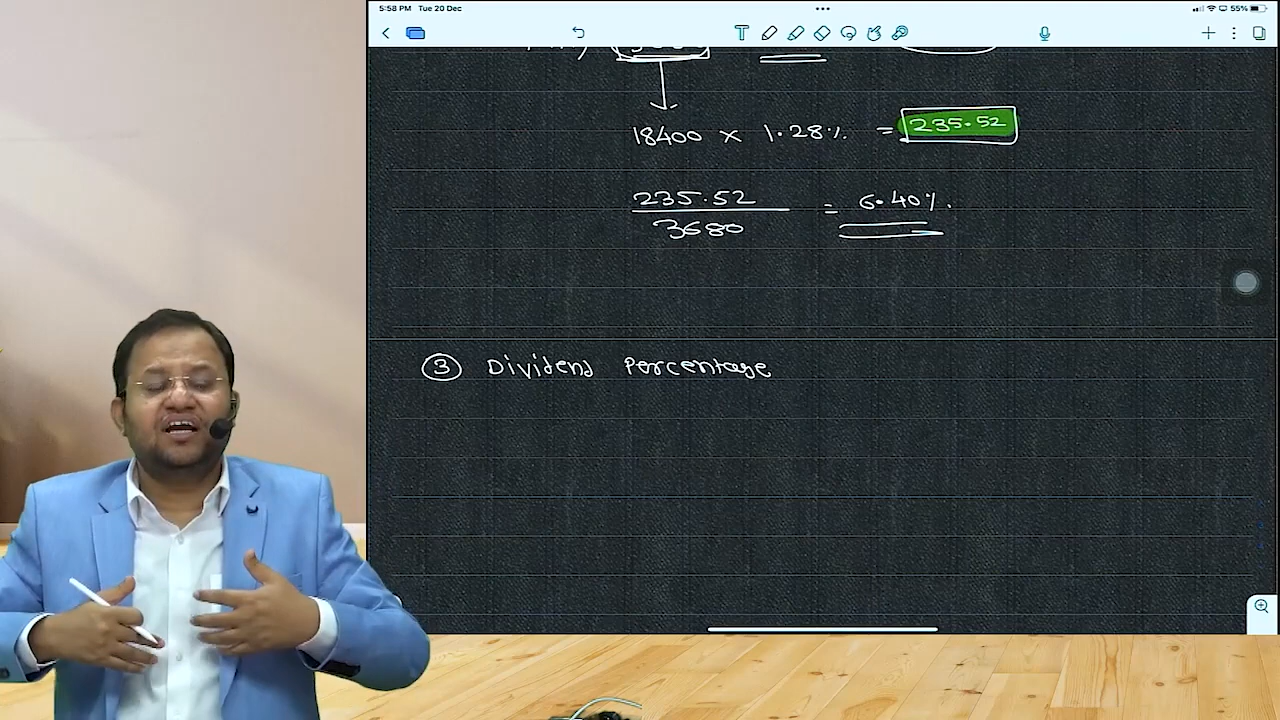 5:58 PM Tue 20 Dec
55%
18400 × 1.28% = 235.52
235.52
3680
= 6.40%.
3 Dividend Percentage